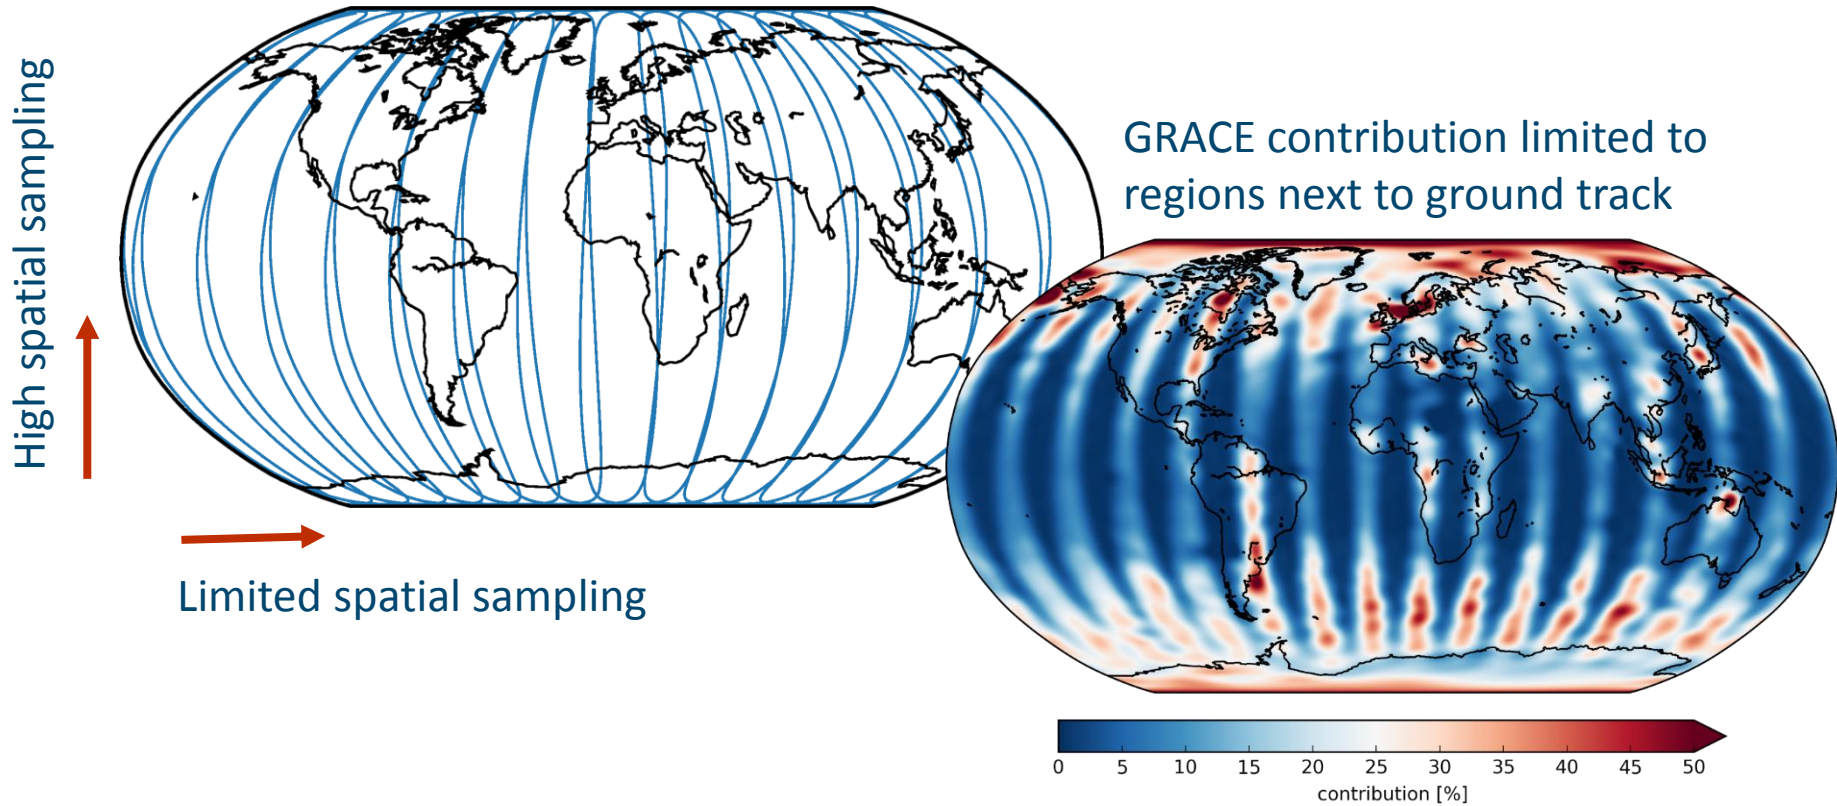 High spatial sampling
Limited spatial sampling
GRACE contribution limited to
regions next to ground track
0 5 10 15 20 25 30 35 40 45 50
contribution [%]